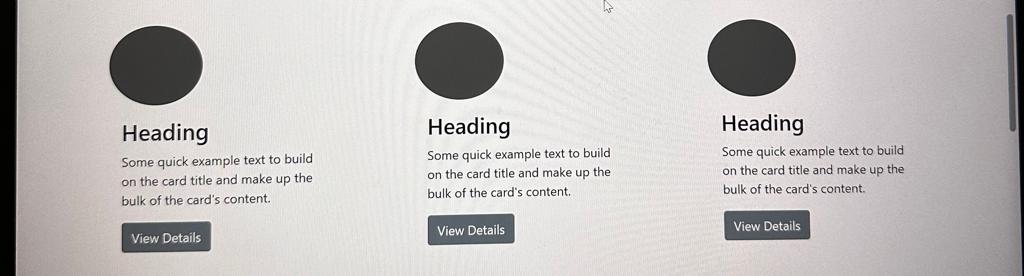 Heading
Some quick example text to build
on the card title and make up the
bulk of the card's content.
View Details
Heading
Some quick example text to build
on the card title and make up the
bulk of the card's content.
View Details
Heading
Some quick example text to build
on the card title and make up the
bulk of the card's content.
View Details